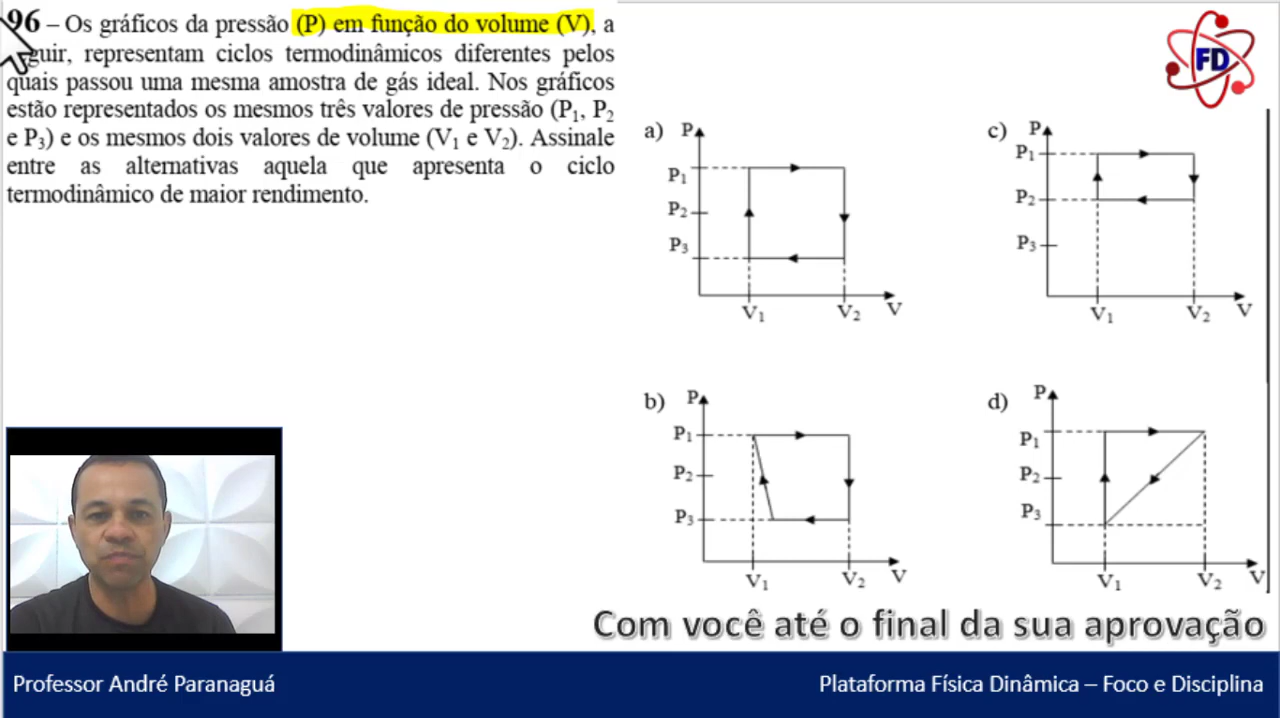 96 – Os gráficos da pressão (P) em função do volume (V), a
guir, representam ciclos termodinâmicos diferentes pelos
quais passou uma mesma amostra de gás ideal. Nos gráficos
estão representados os mesmos três valores de pressão (P₁, P₂
e P₃) e os mesmos dois valores de volume (V₁ e V₂). Assinale
entre as alternativas aquela que apresenta o ciclo
termodinâmico de maior rendimento.
FD
a) P
P₁
P₂
P₃
V₁ V₂ V
c) P
P₁
P₂
P₃
V₁ V₂ V
b) P
P₁
P₂
P₃
V₁ V₂ V
d) P
P₁
P₂
P₃
V₁ V₂ V
Com você até o final da sua aprovação
Professor André Paranaguá
Plataforma Física Dinâmica – Foco e Disciplina